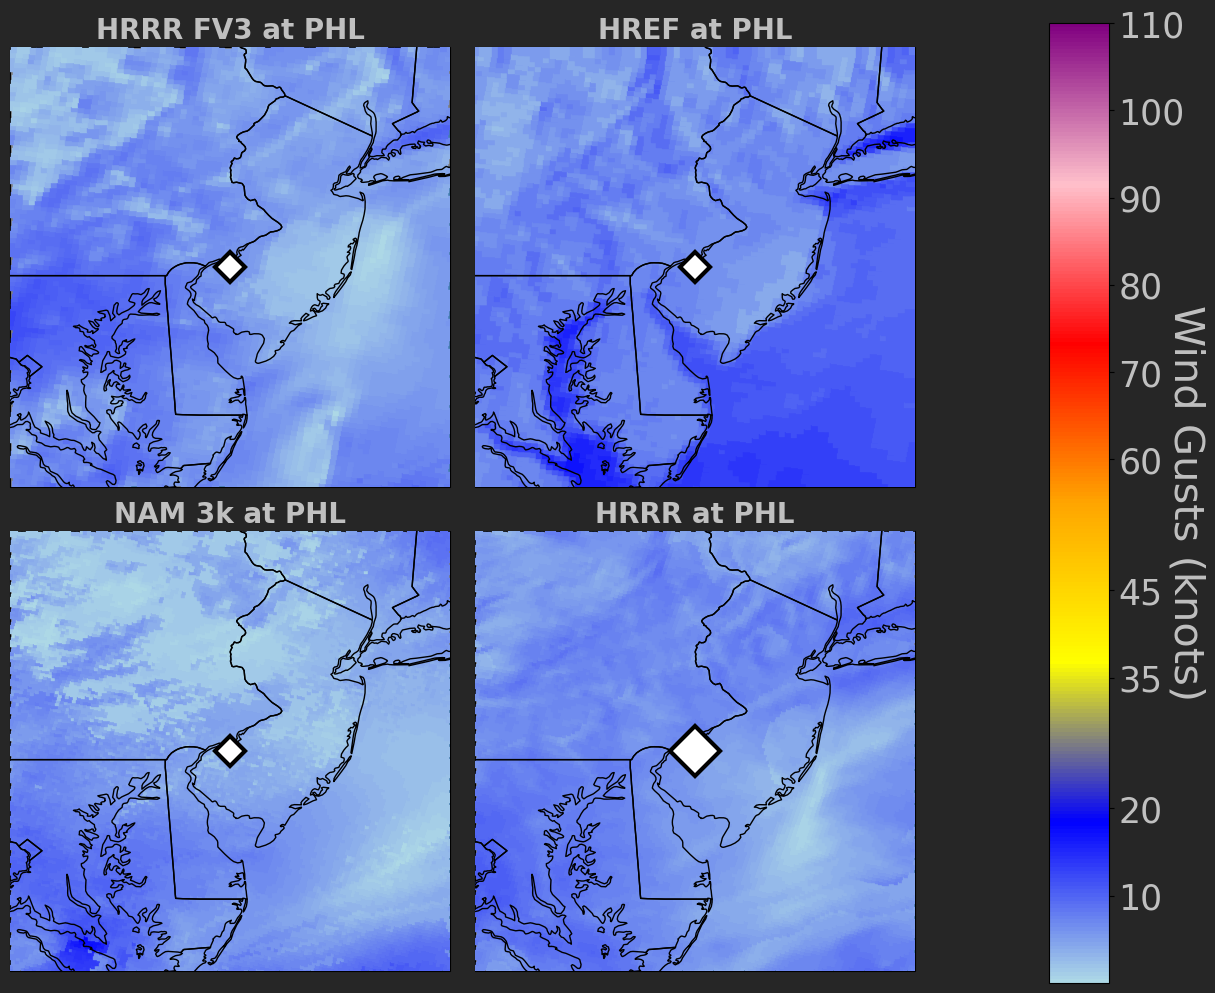 HRRR FV3 at PHL
HREF at PHL
NAM 3k at PHL
HRRR at PHL
110
100
90
80
70
60
45
35
20
10
Wind Gusts (knots)